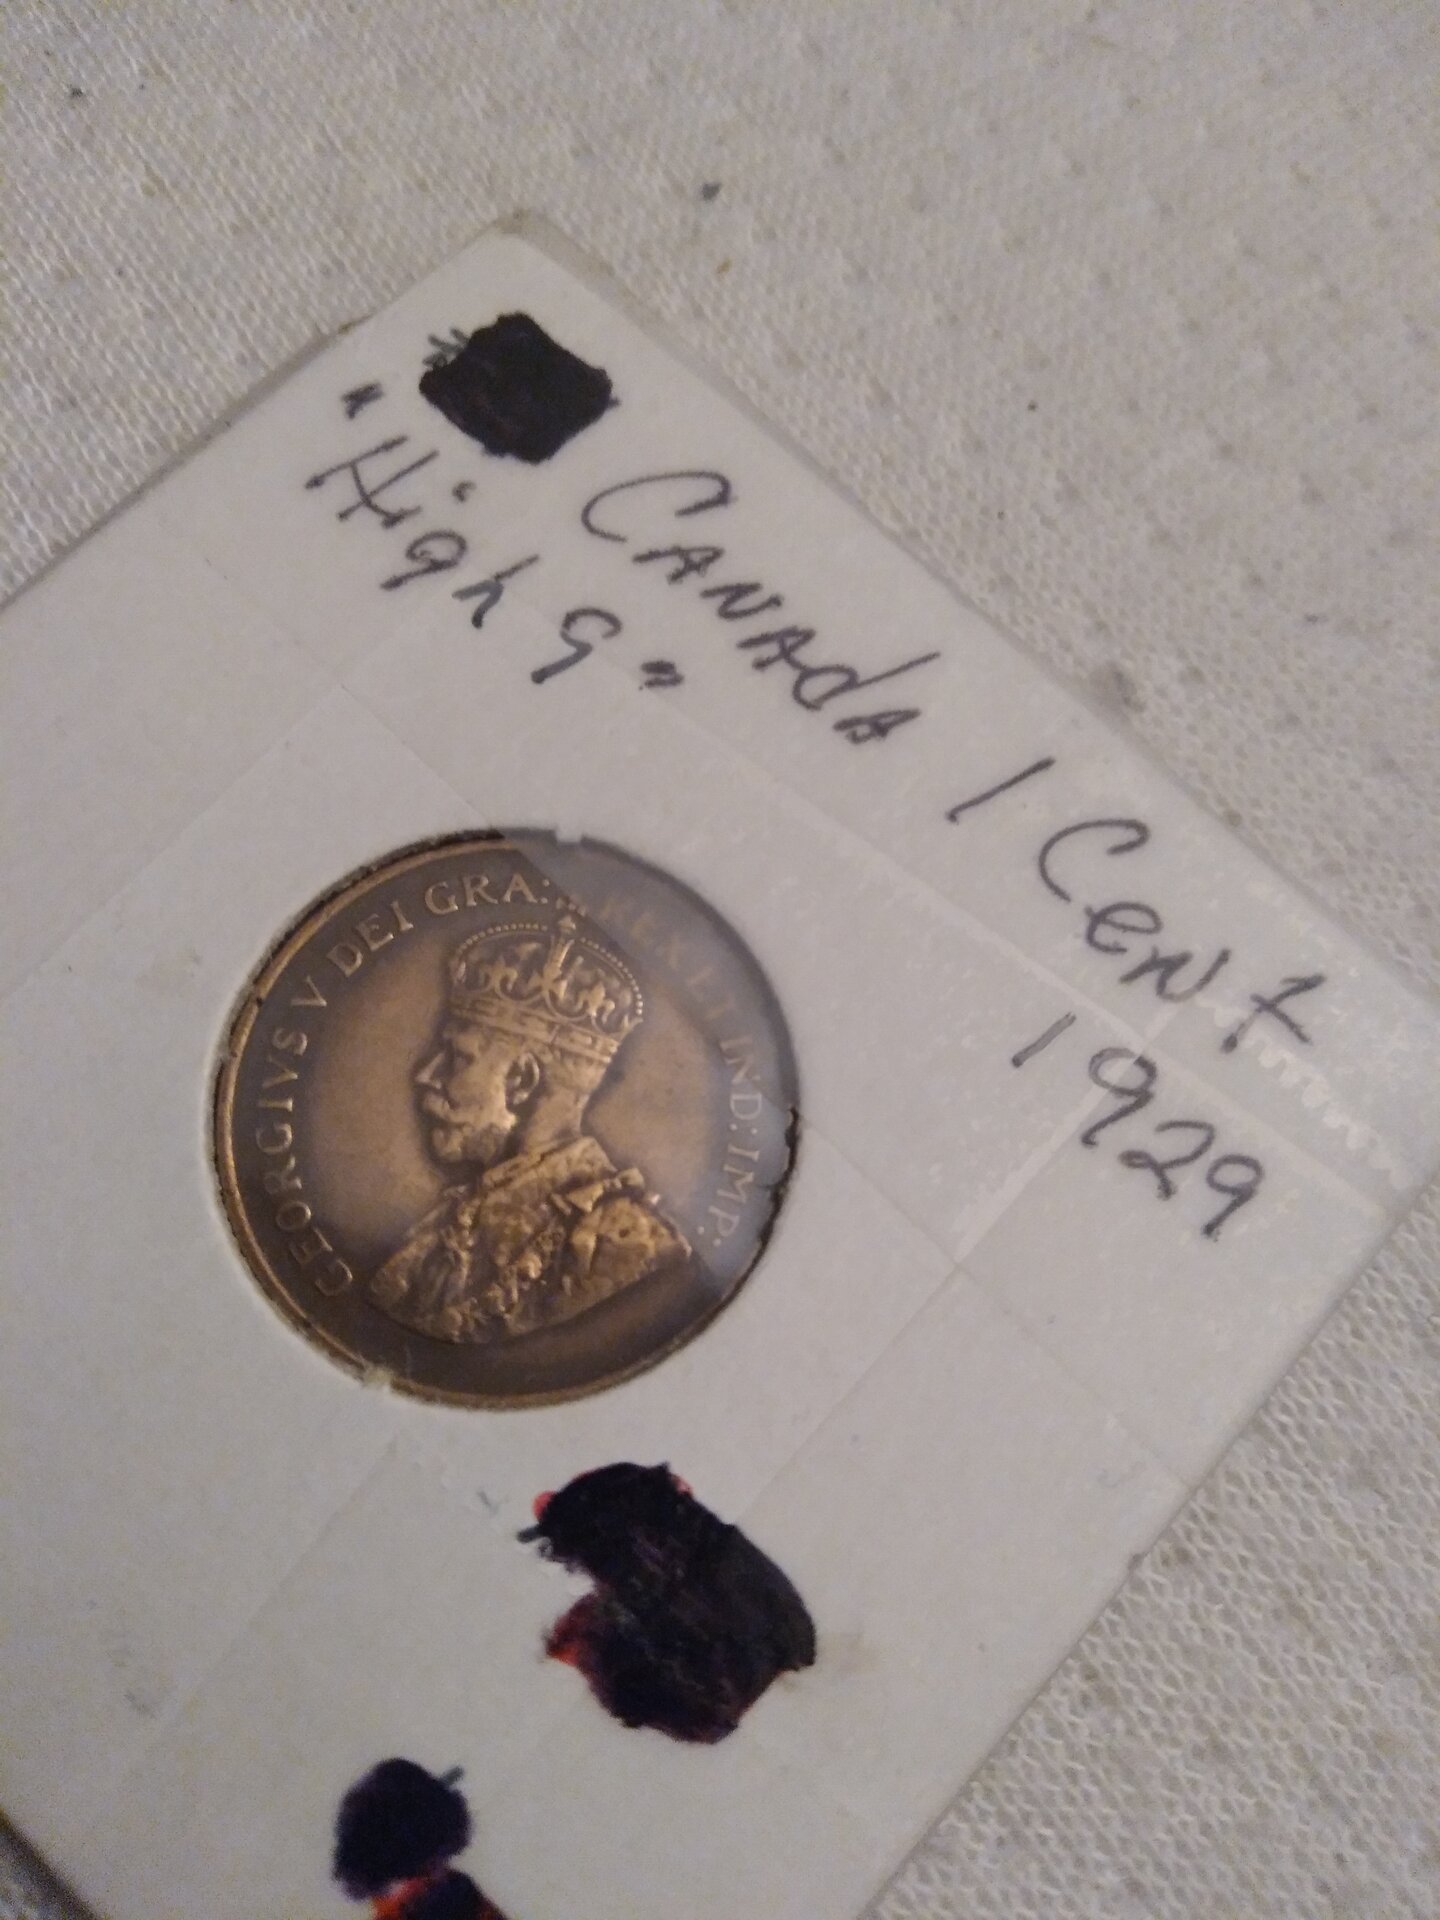 CANADA 1 Cent 1929
"High 9"
GEORGIVS V DEI GRA: REX ET IND: IMP: